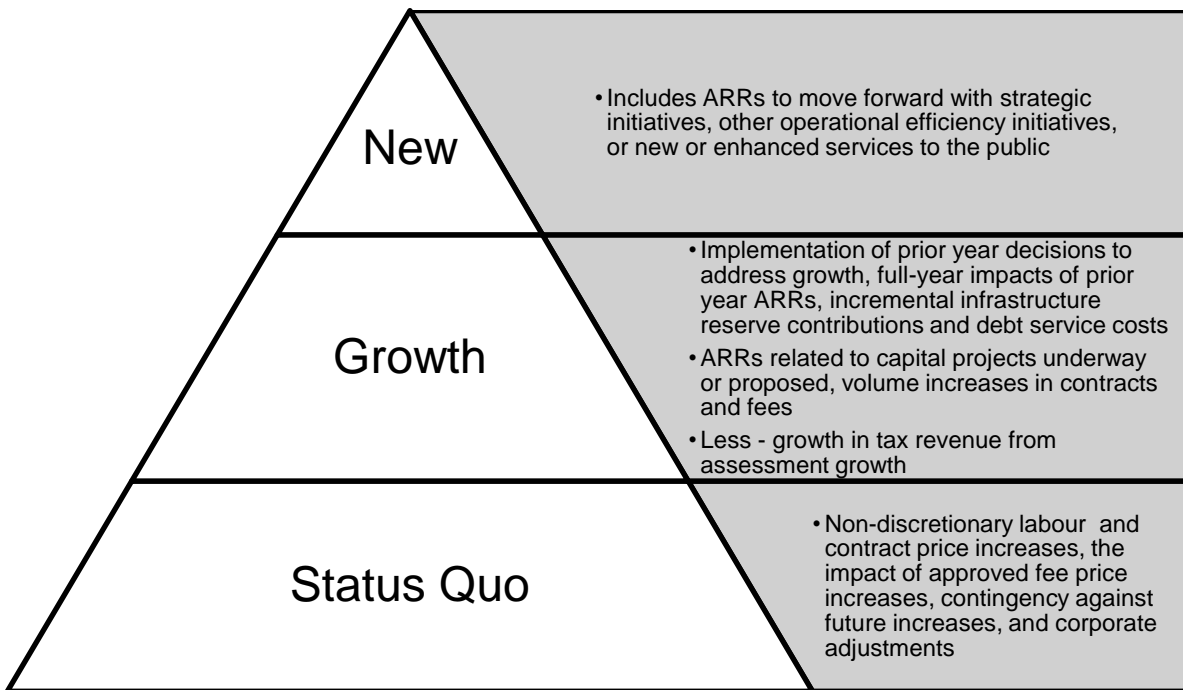 New
• Includes ARRs to move forward with strategic
initiatives, other operational efficiency initiatives,
or new or enhanced services to the public
Growth
• Implementation of prior year decisions to
address growth, full-year impacts of prior
year ARRs, incremental infrastructure
reserve contributions and debt service costs
• ARRs related to capital projects underway
or proposed, volume increases in contracts
and fees
• Less - growth in tax revenue from
assessment growth
Status Quo
• Non-discretionary labour  and
contract price increases, the
impact of approved fee price
increases, contingency against
future increases, and corporate
adjustments